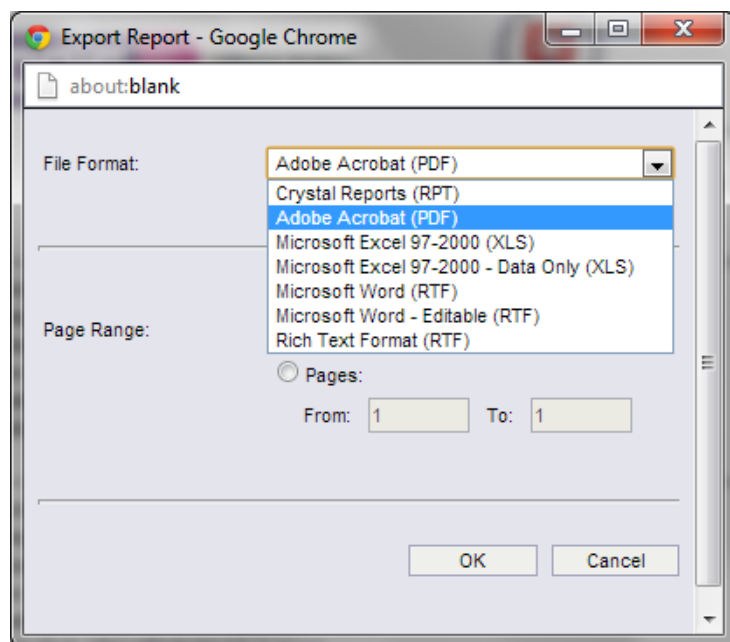 Export Report - Google Chrome
about:blank
File Format:
Adobe Acrobat (PDF)
Crystal Reports (RPT)
Adobe Acrobat (PDF)
Microsoft Excel 97-2000 (XLS)
Microsoft Excel 97-2000 - Data Only (XLS)
Microsoft Word (RTF)
Microsoft Word - Editable (RTF)
Rich Text Format (RTF)
Page Range:
Pages:
From: 1 To: 1
OK Cancel